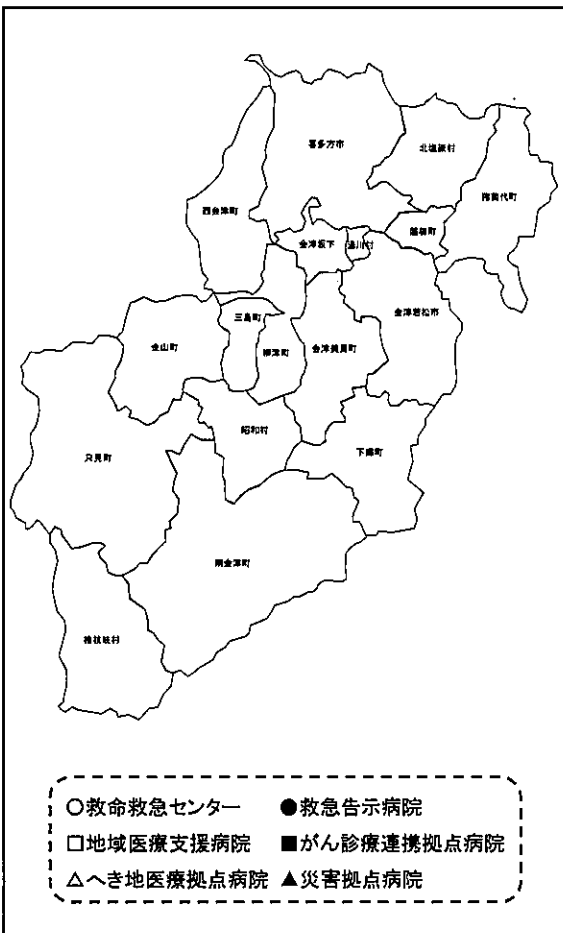 喜多方市
北塩原村
猪苗代町
西会津町
磐梯町
会津坂下
湯川村
会津若松市
三島町
金山町
柳津町
会津美里町
昭和村
下郷町
只見町
南会津町
檜枝岐村
○救命救急センター ●救急告示病院
□地域医療支援病院 ■がん診療連携拠点病院
△へき地医療拠点病院 ▲災害拠点病院